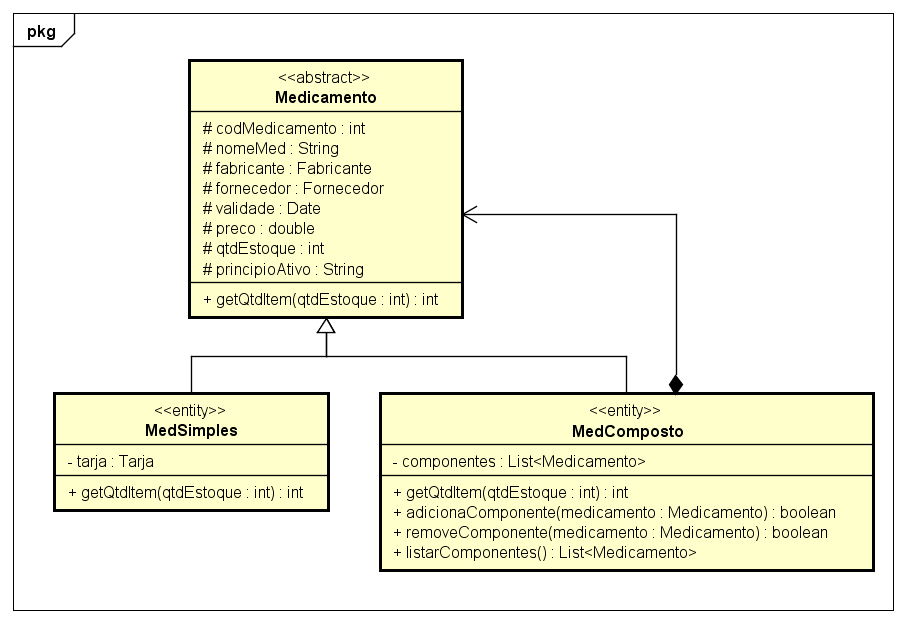 pkg
<<abstract>>
Medicamento
# codMedicamento : int
# nomeMed : String
# fabricante : Fabricante
# fornecedor : Fornecedor
# validade : Date
# preco : double
# qtdEstoque : int
# principioAtivo : String
+ getQtdItem(qtdEstoque : int) : int
<<entity>>
MedSimples
- tarja : Tarja
+ getQtdItem(qtdEstoque : int) : int
<<entity>>
MedComposto
- componentes : List<Medicamento>
+ getQtdItem(qtdEstoque : int) : int
+ adicionaComponente(medicamento : Medicamento) : boolean
+ removeComponente(medicamento : Medicamento) : boolean
+ listarComponentes() : List<Medicamento>